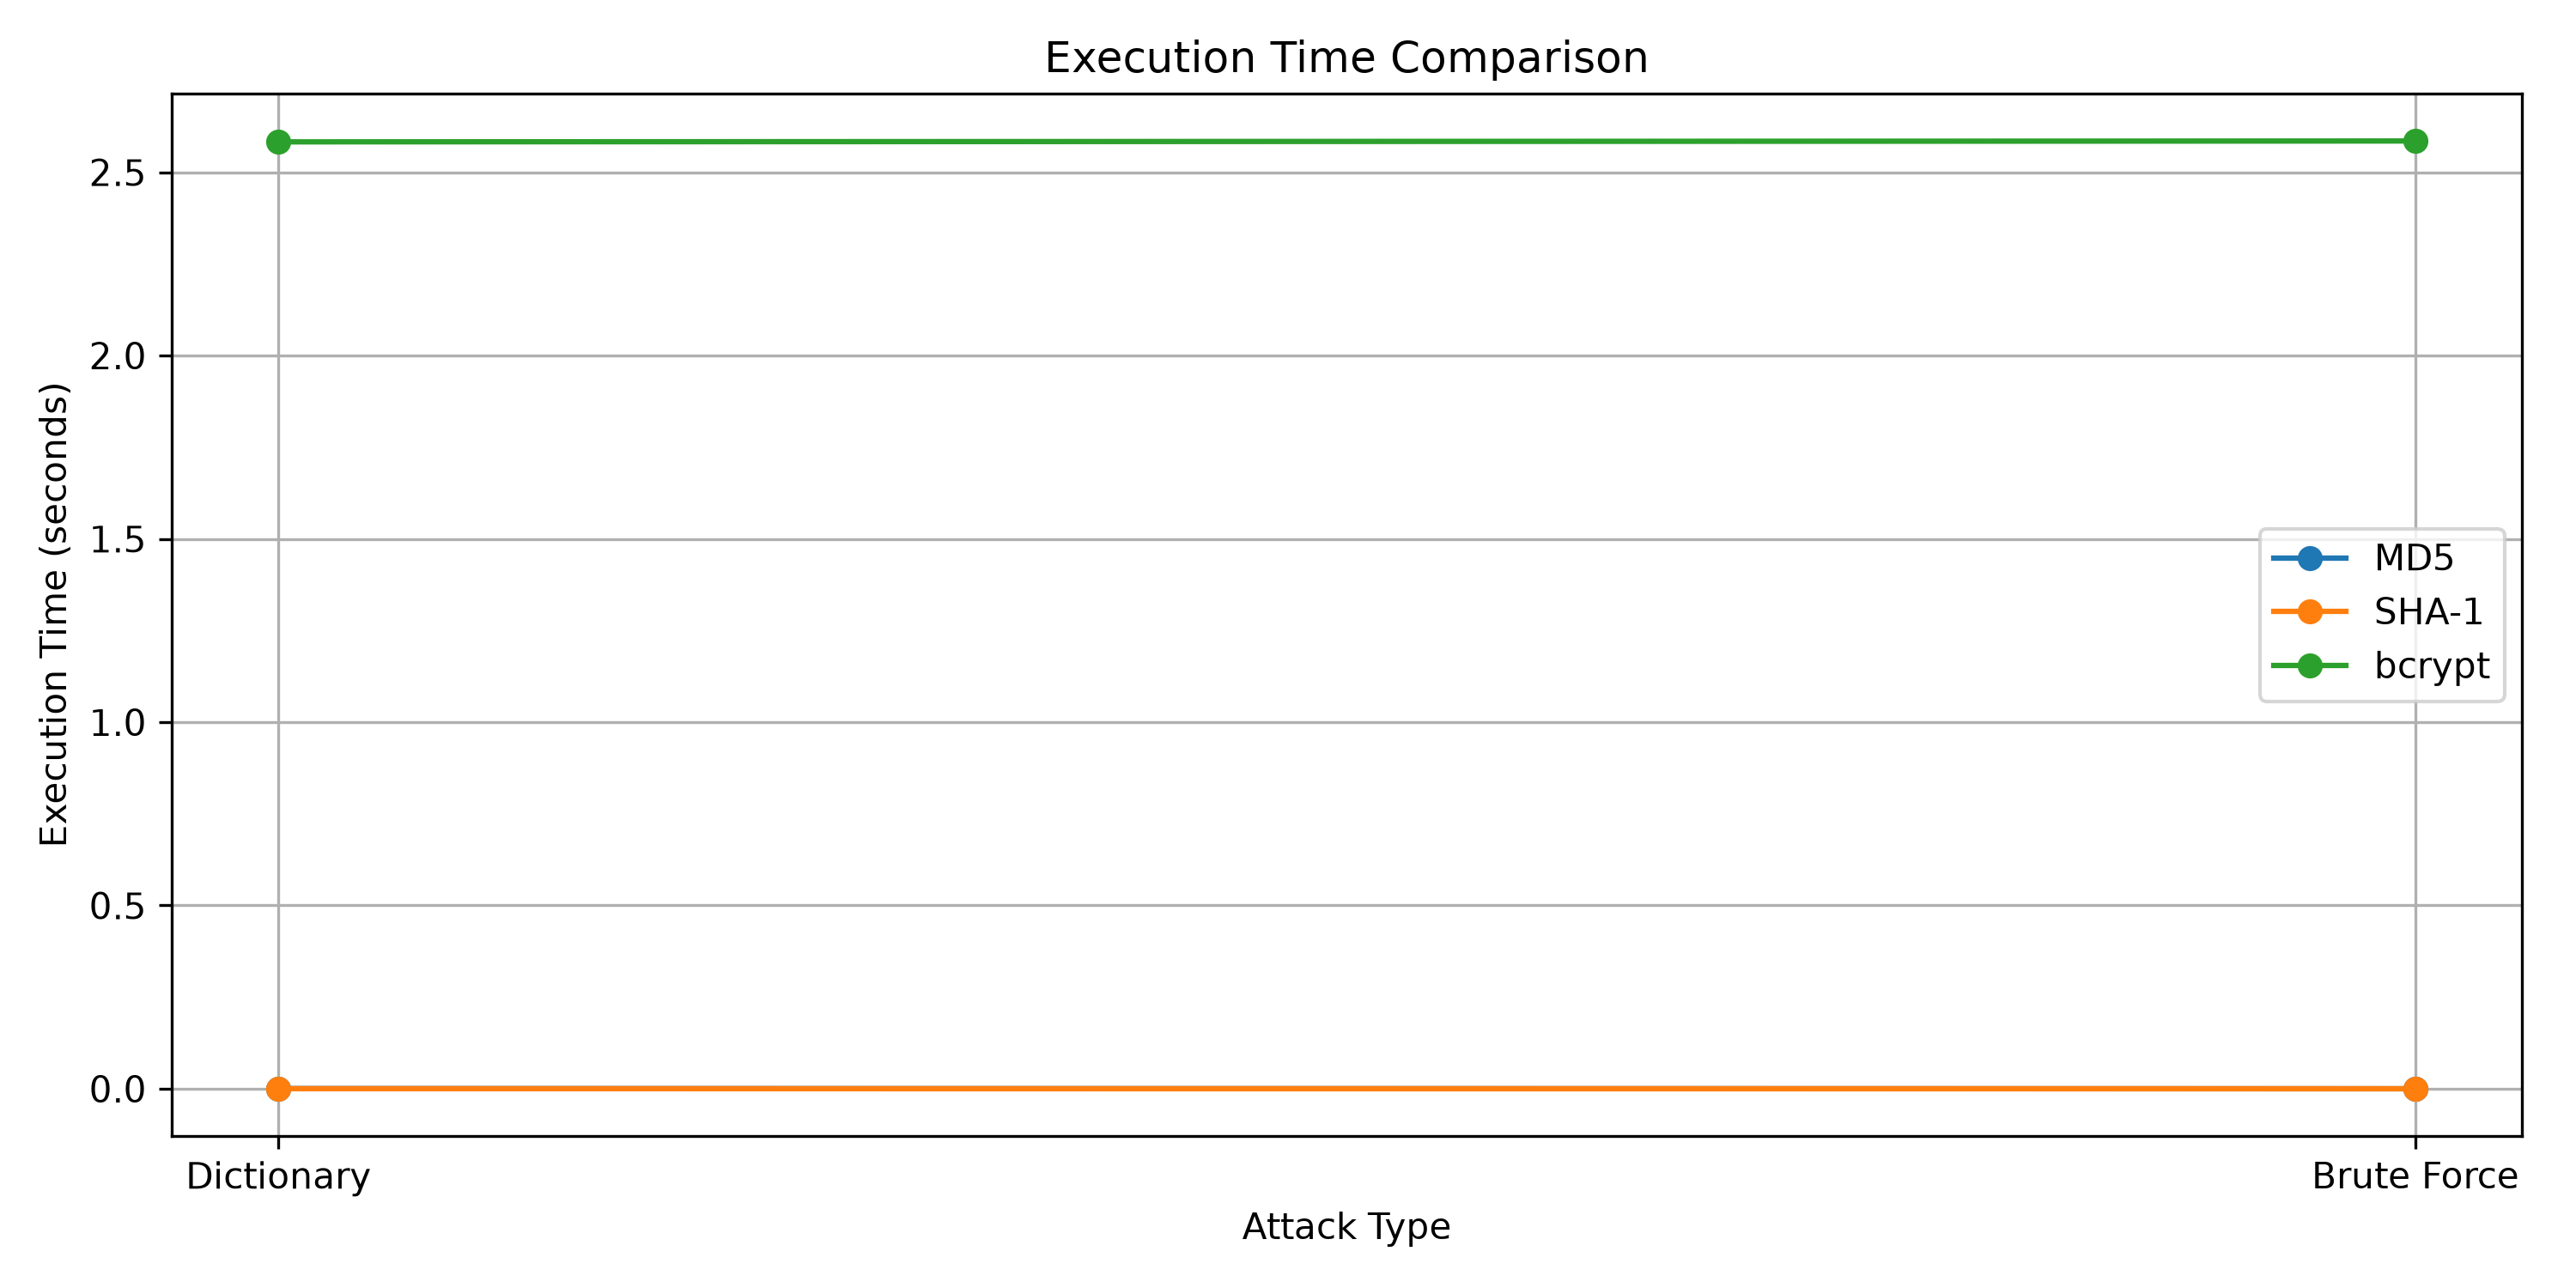 Execution Time Comparison
Execution Time (seconds)
2.5
2.0
1.5
1.0
0.5
0.0
MD5
SHA-1
bcrypt
Dictionary
Brute Force
Attack Type